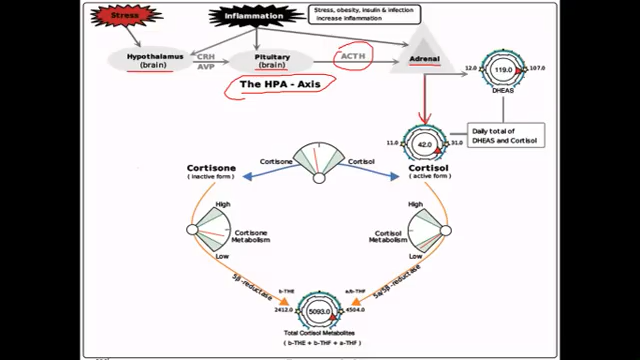 Stress
Inflammation
Stress, obesity, insulin & infection
increase inflammation
Hypothalamus
(brain)
CRH
AVP
Pituitary
(brain)
ACTH
Adrenal
The HPA - Axis
12.0
119.0
107.0
DHEAS
Daily total of
DHEAS and Cortisol
11.0
42.0
31.0
Cortisone
Cortisol
Cortisone
(inactive form)
Cortisol
(active form)
High
Cortisone
Metabolism
Low
High
Cortisol
Metabolism
Low
5β-reductase
5α/5β-reductase
b-THE
a/b-THF
2412.0
5093.0
4504.0
Total Cortisol Metabolites
(b-THE + b-THF + a-THF)